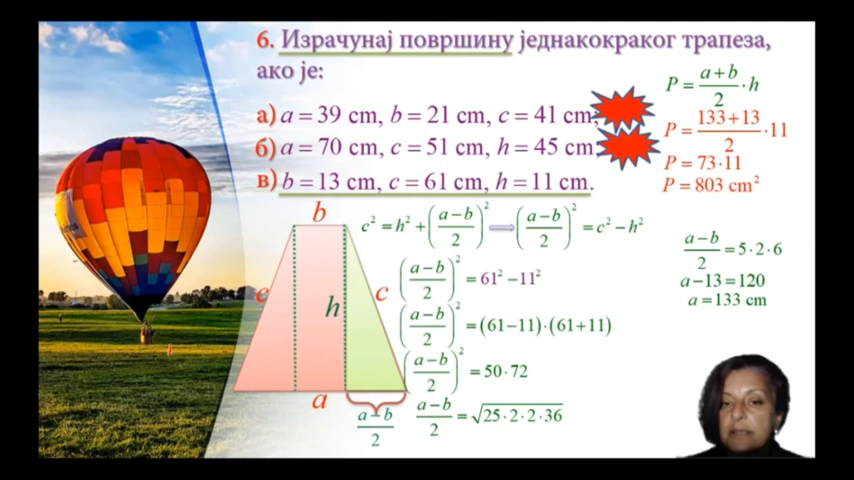 6. Израчунај површину једнакокраког трапеза,
ако је:
а) a = 39 cm, b = 21 cm, c = 41 cm,
б) a = 70 cm, c = 51 cm, h = 45 cm,
в) b = 13 cm, c = 61 cm, h = 11 cm.
b
c
h
c
a
(a−b)/2
c² = h² + ((a−b)/2)² ⟹ ((a−b)/2)² = c² − h²
((a−b)/2)² = 61² − 11²
((a−b)/2)² = (61−11)·(61+11)
((a−b)/2)² = 50·72
(a−b)/2 = √(25·2·2·36)
P = (a+b)/2 · h
P = (133+13)/2 · 11
P = 73·11
P = 803 cm²
(a−b)/2 = 5·2·6
a−13 = 120
a = 133 cm